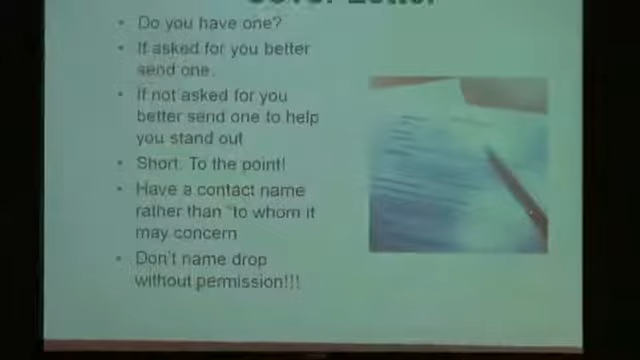 Cover Letter
• Do you have one?
• If asked for you better
send one.
• If not asked for you
better send one to help
you stand out
• Short. To the point!
• Have a contact name
rather than "to whom it
may concern
• Don't name drop
without permission!!!